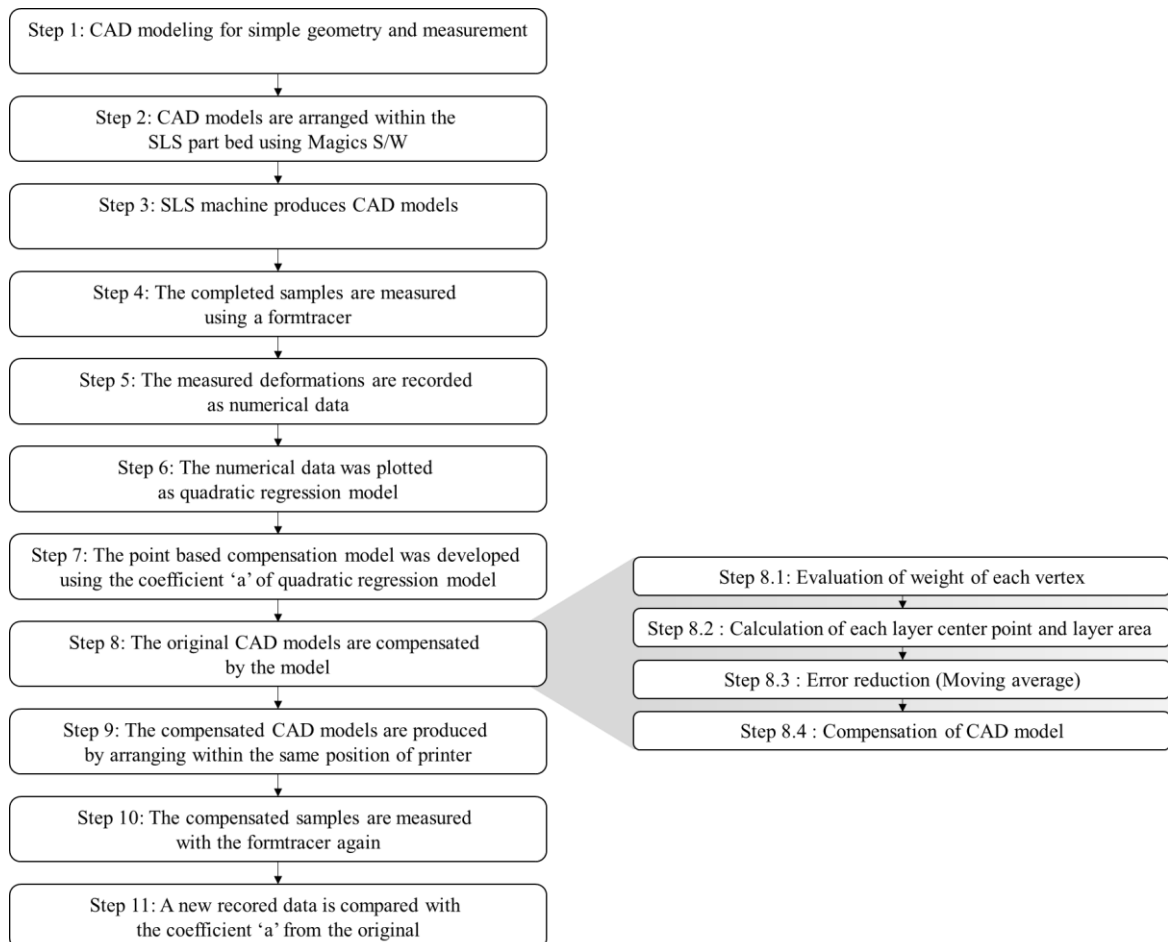 Step 1: CAD modeling for simple geometry and measurement
Step 2: CAD models are arranged within the
SLS part bed using Magics S/W
Step 3: SLS machine produces CAD models
Step 4: The completed samples are measured
using a formtracer
Step 5: The measured deformations are recorded
as numerical data
Step 6: The numerical data was plotted
as quadratic regression model
Step 7: The point based compensation model was developed
using the coefficient ‘a’ of quadratic regression model
Step 8: The original CAD models are compensated
by the model
Step 8.1: Evaluation of weight of each vertex
Step 8.2 : Calculation of each layer center point and layer area
Step 8.3 : Error reduction (Moving average)
Step 8.4 : Compensation of CAD model
Step 9: The compensated CAD models are produced
by arranging within the same position of printer
Step 10: The compensated samples are measured
with the formtracer again
Step 11: A new recored data is compared with
the coefficient ‘a’ from the original